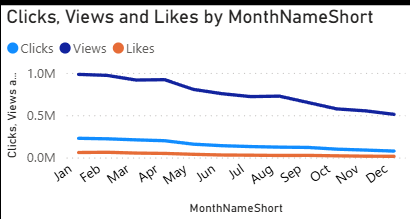 Clicks, Views and Likes by MonthNameShort
Clicks Views Likes
Clicks, Views a...
1.0M
0.5M
0.0M
Jan Feb Mar Apr May Jun Jul Aug Sep Oct Nov Dec
MonthNameShort